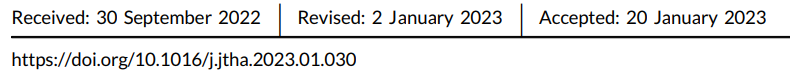 Received: 30 September 2022 | Revised: 2 January 2023 | Accepted: 20 January 2023
https://doi.org/10.1016/j.jtha.2023.01.030